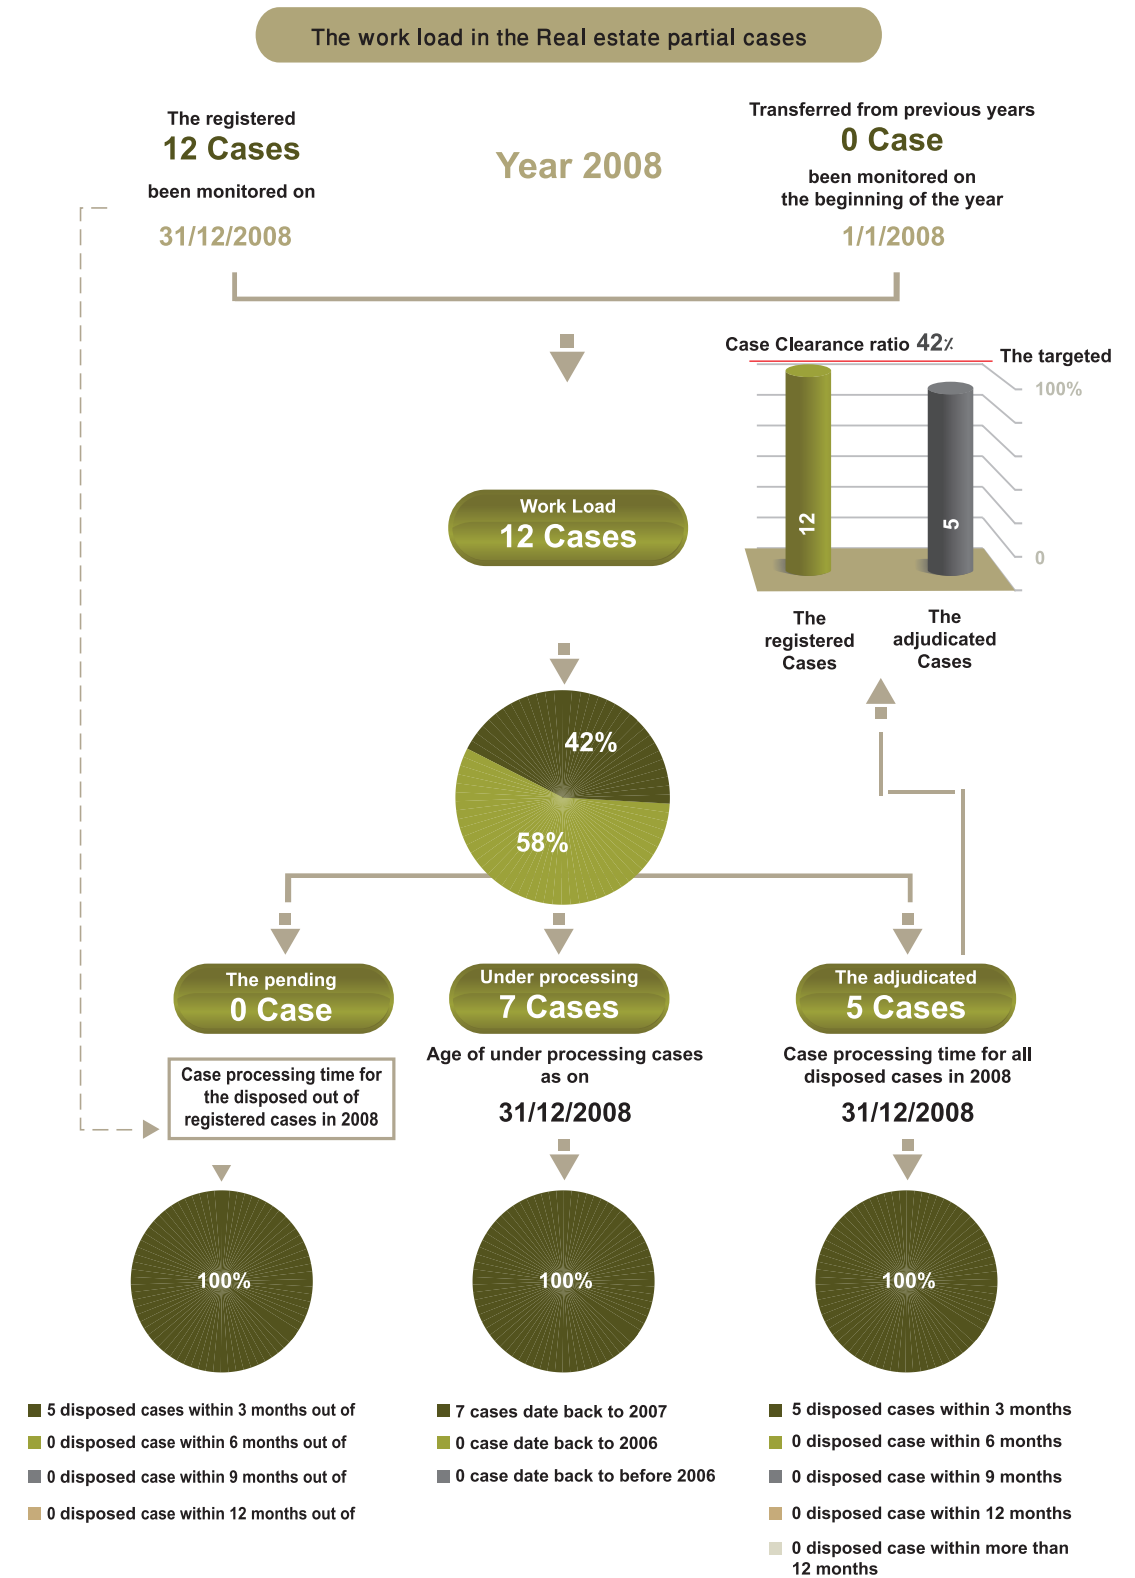 The work load in the Real estate partial cases
The registered
12 Cases
been monitored on
31/12/2008
Year 2008
Transferred from previous years
0 Case
been monitored on
the beginning of the year
1/1/2008
Case Clearance ratio 42٪
The targeted
100%
0
12
5
The
registered
Cases
The
adjudicated
Cases
Work Load
12 Cases
42%
58%
The pending
0 Case
Under processing
7 Cases
The adjudicated
5 Cases
Case processing time for
the disposed out of
registered cases in 2008
Age of under processing cases
as on
31/12/2008
Case processing time for all
disposed cases in 2008
31/12/2008
100%
100%
100%
5 disposed cases within 3 months out of
0 disposed case within 6 months out of
0 disposed case within 9 months out of
0 disposed case within 12 months out of
7 cases date back to 2007
0 case date back to 2006
0 case date back to before 2006
5 disposed cases within 3 months
0 disposed case within 6 months
0 disposed case within 9 months
0 disposed case within 12 months
0 disposed case within more than
12 months